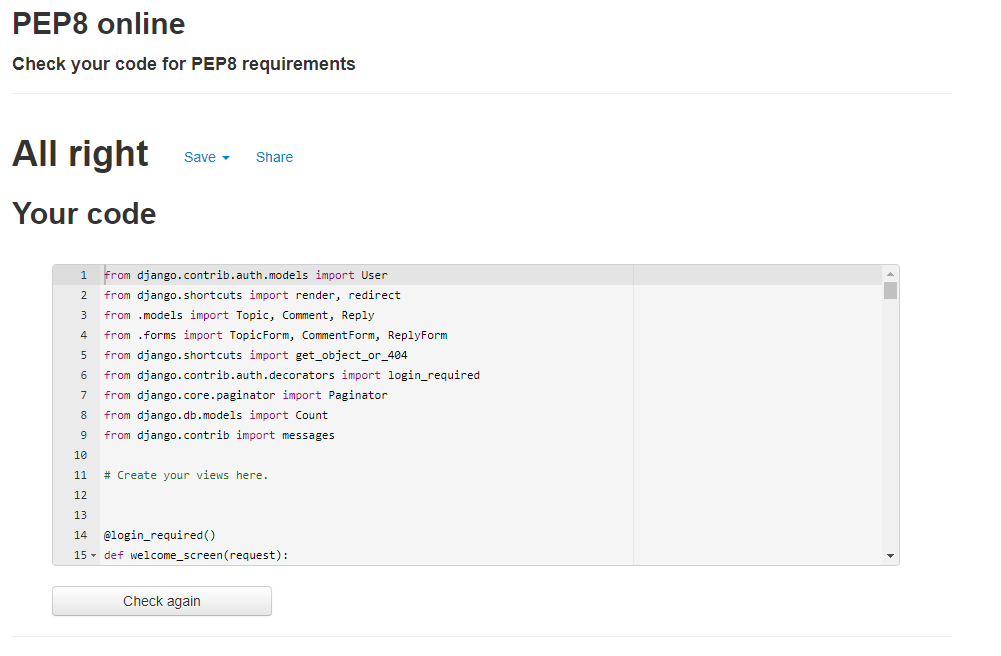 PEP8 online
Check your code for PEP8 requirements
All right Save Share
Your code
1 from django.contrib.auth.models import User
2 from django.shortcuts import render, redirect
3 from .models import Topic, Comment, Reply
4 from .forms import TopicForm, CommentForm, ReplyForm
5 from django.shortcuts import get_object_or_404
6 from django.contrib.auth.decorators import login_required
7 from django.core.paginator import Paginator
8 from django.db.models import Count
9 from django.contrib import messages
10
11 # Create your views here.
12
13
14 @login_required()
15 def welcome_screen(request):
Check again